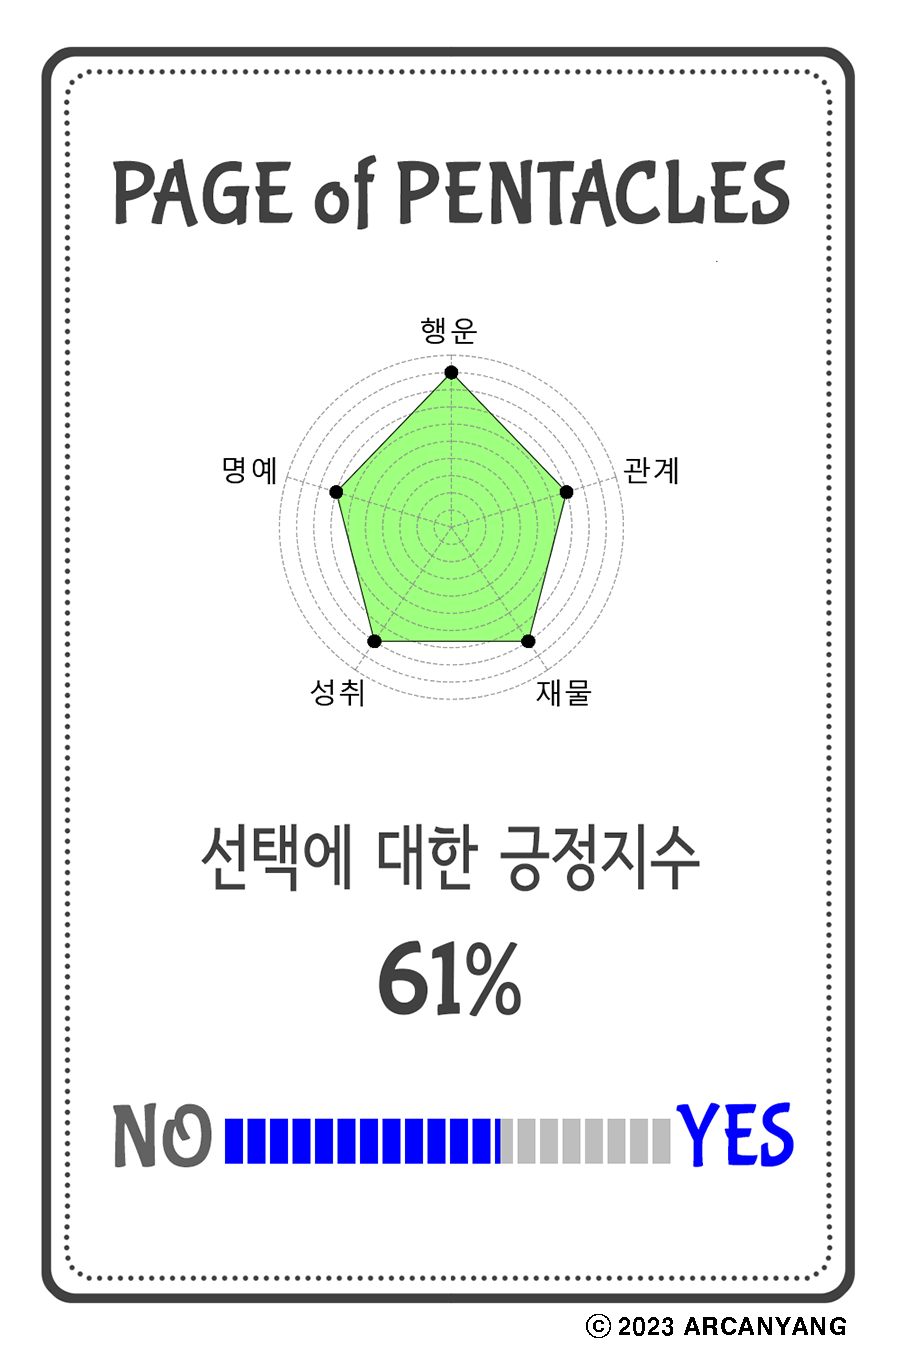 PAGE of PENTACLES
행운
명예
관계
성취
재물
선택에 대한 긍정지수
61%
NO YES
© 2023 ARCANYANG